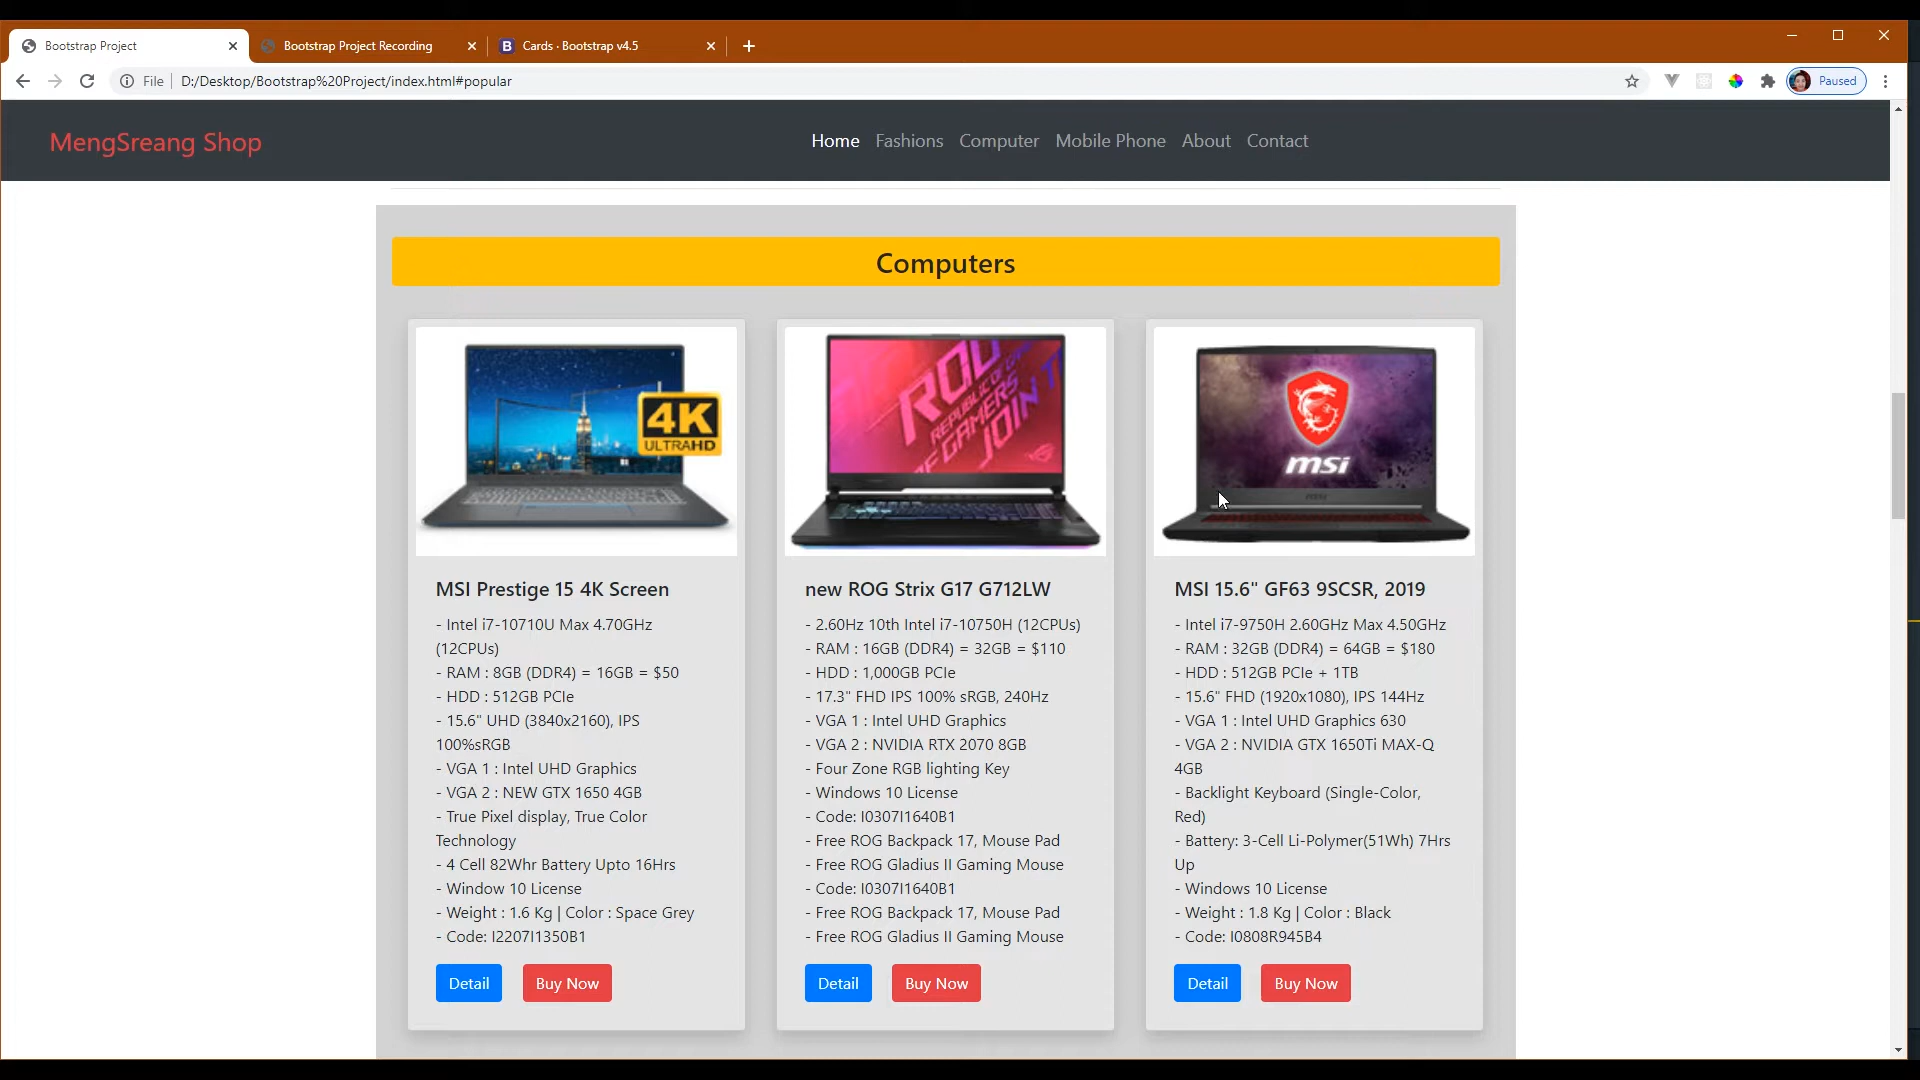 Bootstrap Project
Bootstrap Project Recording
B Cards · Bootstrap v4.5
File D:/Desktop/Bootstrap%20Project/index.html#popular
Paused
MengSreang Shop
Home Fashions Computer Mobile Phone About Contact
Computers
4K
ULTRAHD
ROG
REPUBLIC OF
GAMERS
JOIN
msi
MSI Prestige 15 4K Screen
- Intel i7-10710U Max 4.70GHz
(12CPUs)
- RAM : 8GB (DDR4) = 16GB = $50
- HDD : 512GB PCIe
- 15.6" UHD (3840x2160), IPS
100%sRGB
- VGA 1 : Intel UHD Graphics
- VGA 2 : NEW GTX 1650 4GB
- True Pixel display, True Color
Technology
- 4 Cell 82Whr Battery Upto 16Hrs
- Window 10 License
- Weight : 1.6 Kg | Color : Space Grey
- Code: I2207I1350B1
Detail
Buy Now
new ROG Strix G17 G712LW
- 2.60Hz 10th Intel i7-10750H (12CPUs)
- RAM : 16GB (DDR4) = 32GB = $110
- HDD : 1,000GB PCIe
- 17.3" FHD IPS 100% sRGB, 240Hz
- VGA 1 : Intel UHD Graphics
- VGA 2 : NVIDIA RTX 2070 8GB
- Four Zone RGB lighting Key
- Windows 10 License
- Code: I0307I1640B1
- Free ROG Backpack 17, Mouse Pad
- Free ROG Gladius II Gaming Mouse
- Code: I0307I1640B1
- Free ROG Backpack 17, Mouse Pad
- Free ROG Gladius II Gaming Mouse
Detail
Buy Now
MSI 15.6" GF63 9SCSR, 2019
- Intel i7-9750H 2.60GHz Max 4.50GHz
- RAM : 32GB (DDR4) = 64GB = $180
- HDD : 512GB PCIe + 1TB
- 15.6" FHD (1920x1080), IPS 144Hz
- VGA 1 : Intel UHD Graphics 630
- VGA 2 : NVIDIA GTX 1650Ti MAX-Q
4GB
- Backlight Keyboard (Single-Color,
Red)
- Battery: 3-Cell Li-Polymer(51Wh) 7Hrs
Up
- Windows 10 License
- Weight : 1.8 Kg | Color : Black
- Code: I0808R945B4
Detail
Buy Now